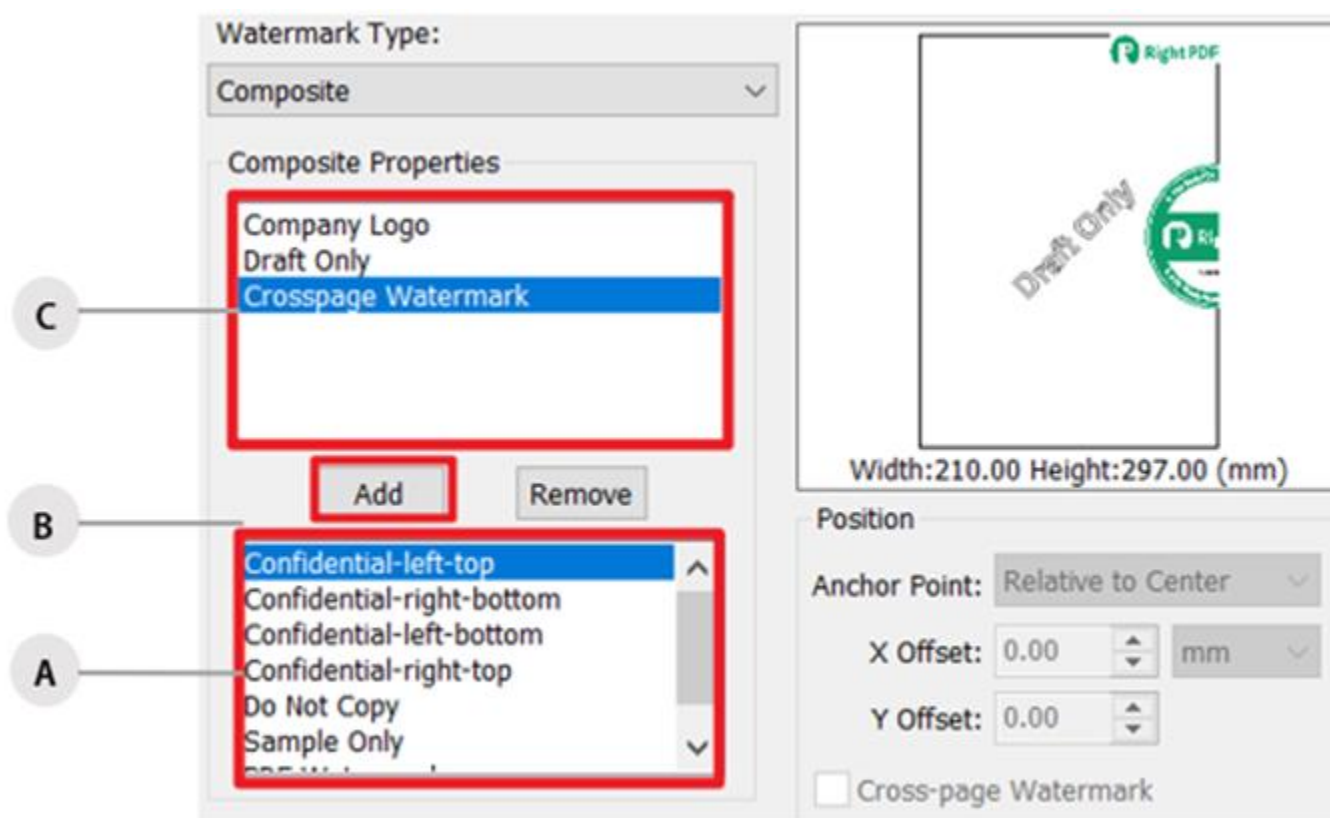 Watermark Type:
Composite
Composite Properties
Company Logo
Draft Only
Crosspage Watermark
C
Add
Remove
B
Confidential-left-top
Confidential-right-bottom
Confidential-left-bottom
Confidential-right-top
A
Do Not Copy
Sample Only
Right PDF
Draft Only
Width:210.00 Height:297.00 (mm)
Position
Anchor Point: Relative to Center
X Offset: 0.00 mm
Y Offset: 0.00
Cross-page Watermark